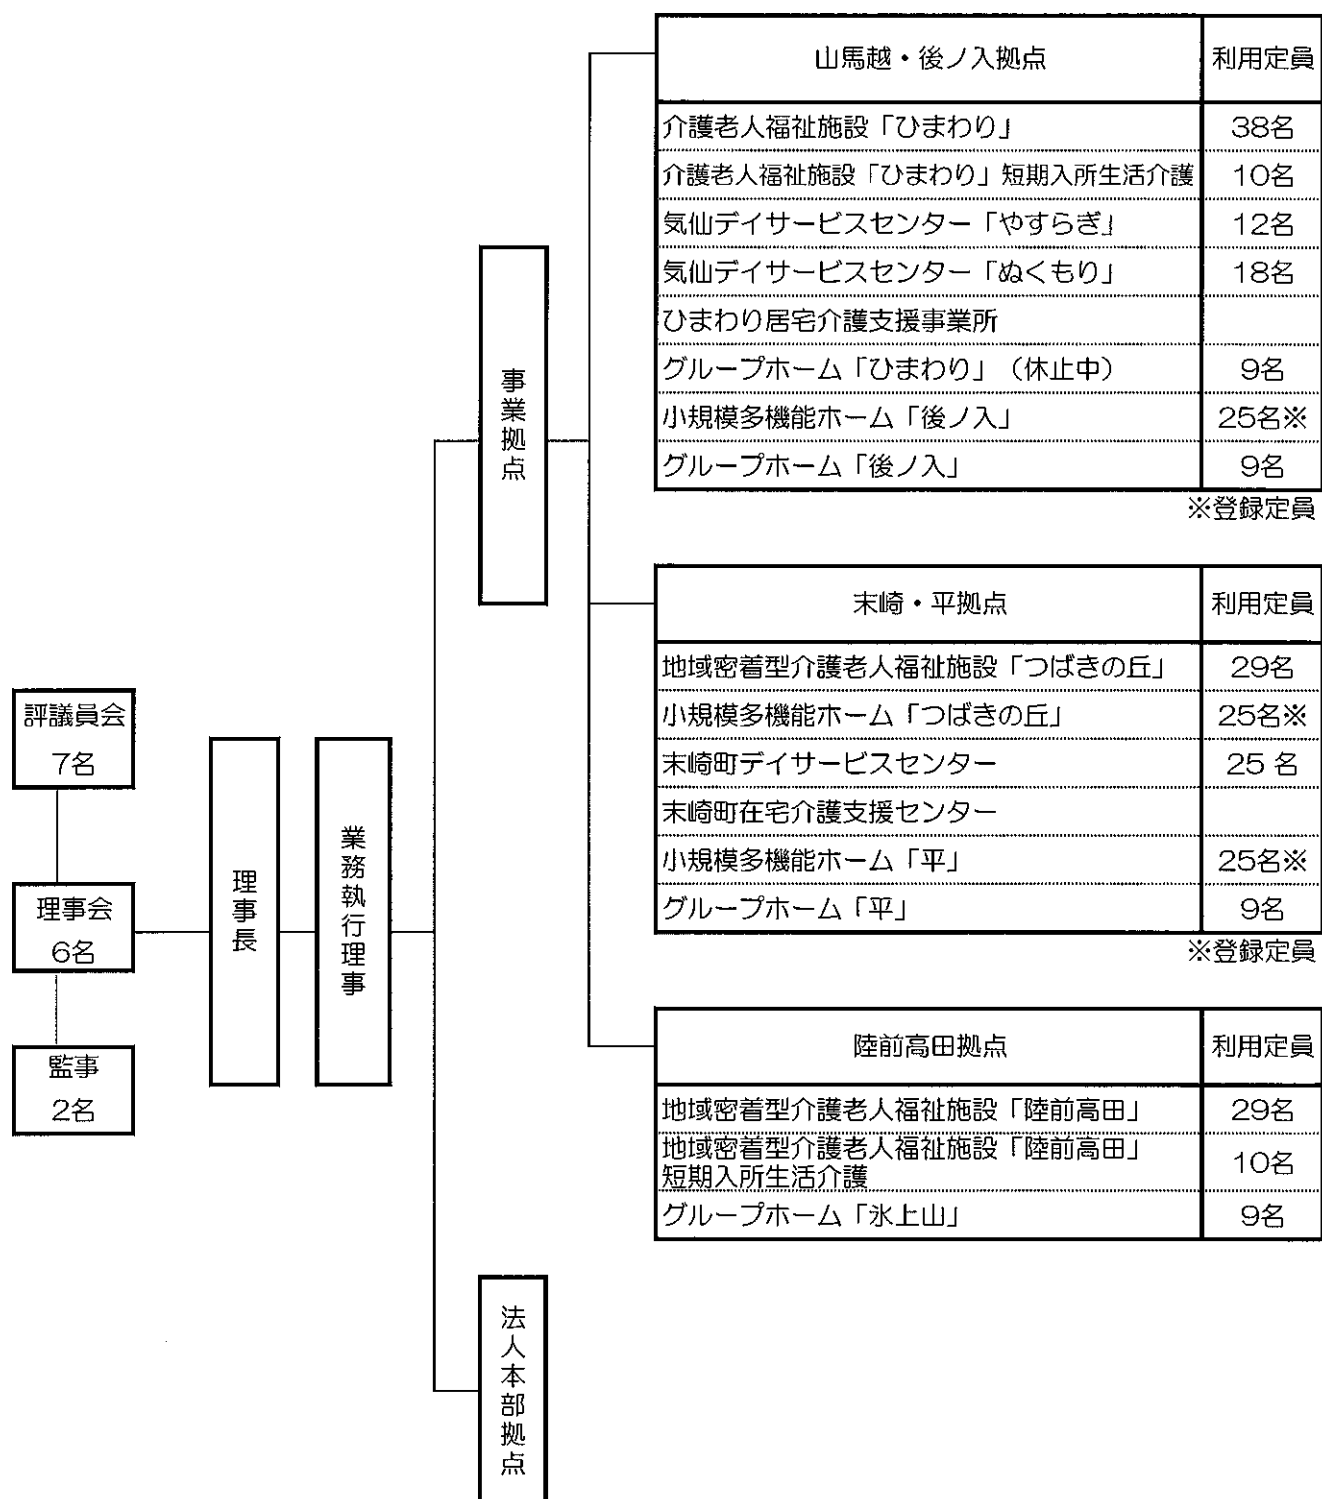 評議員会
7名
理事会
6名
監事
2名
理事長
業務執行理事
事業拠点
法人本部拠点
山馬越・後ノ入拠点 利用定員
介護老人福祉施設「ひまわり」 38名
介護老人福祉施設「ひまわり」短期入所生活介護 10名
気仙デイサービスセンター「やすらぎ」 12名
気仙デイサービスセンター「ぬくもり」 18名
ひまわり居宅介護支援事業所
グループホーム「ひまわり」（休止中） 9名
小規模多機能ホーム「後ノ入」 25名※
グループホーム「後ノ入」 9名
※登録定員
末崎・平拠点 利用定員
地域密着型介護老人福祉施設「つばきの丘」 29名
小規模多機能ホーム「つばきの丘」 25名※
末崎町デイサービスセンター 25 名
末崎町在宅介護支援センター
小規模多機能ホーム「平」 25名※
グループホーム「平」 9名
※登録定員
陸前高田拠点 利用定員
地域密着型介護老人福祉施設「陸前高田」 29名
地域密着型介護老人福祉施設「陸前高田」
短期入所生活介護 10名
グループホーム「氷上山」 9名